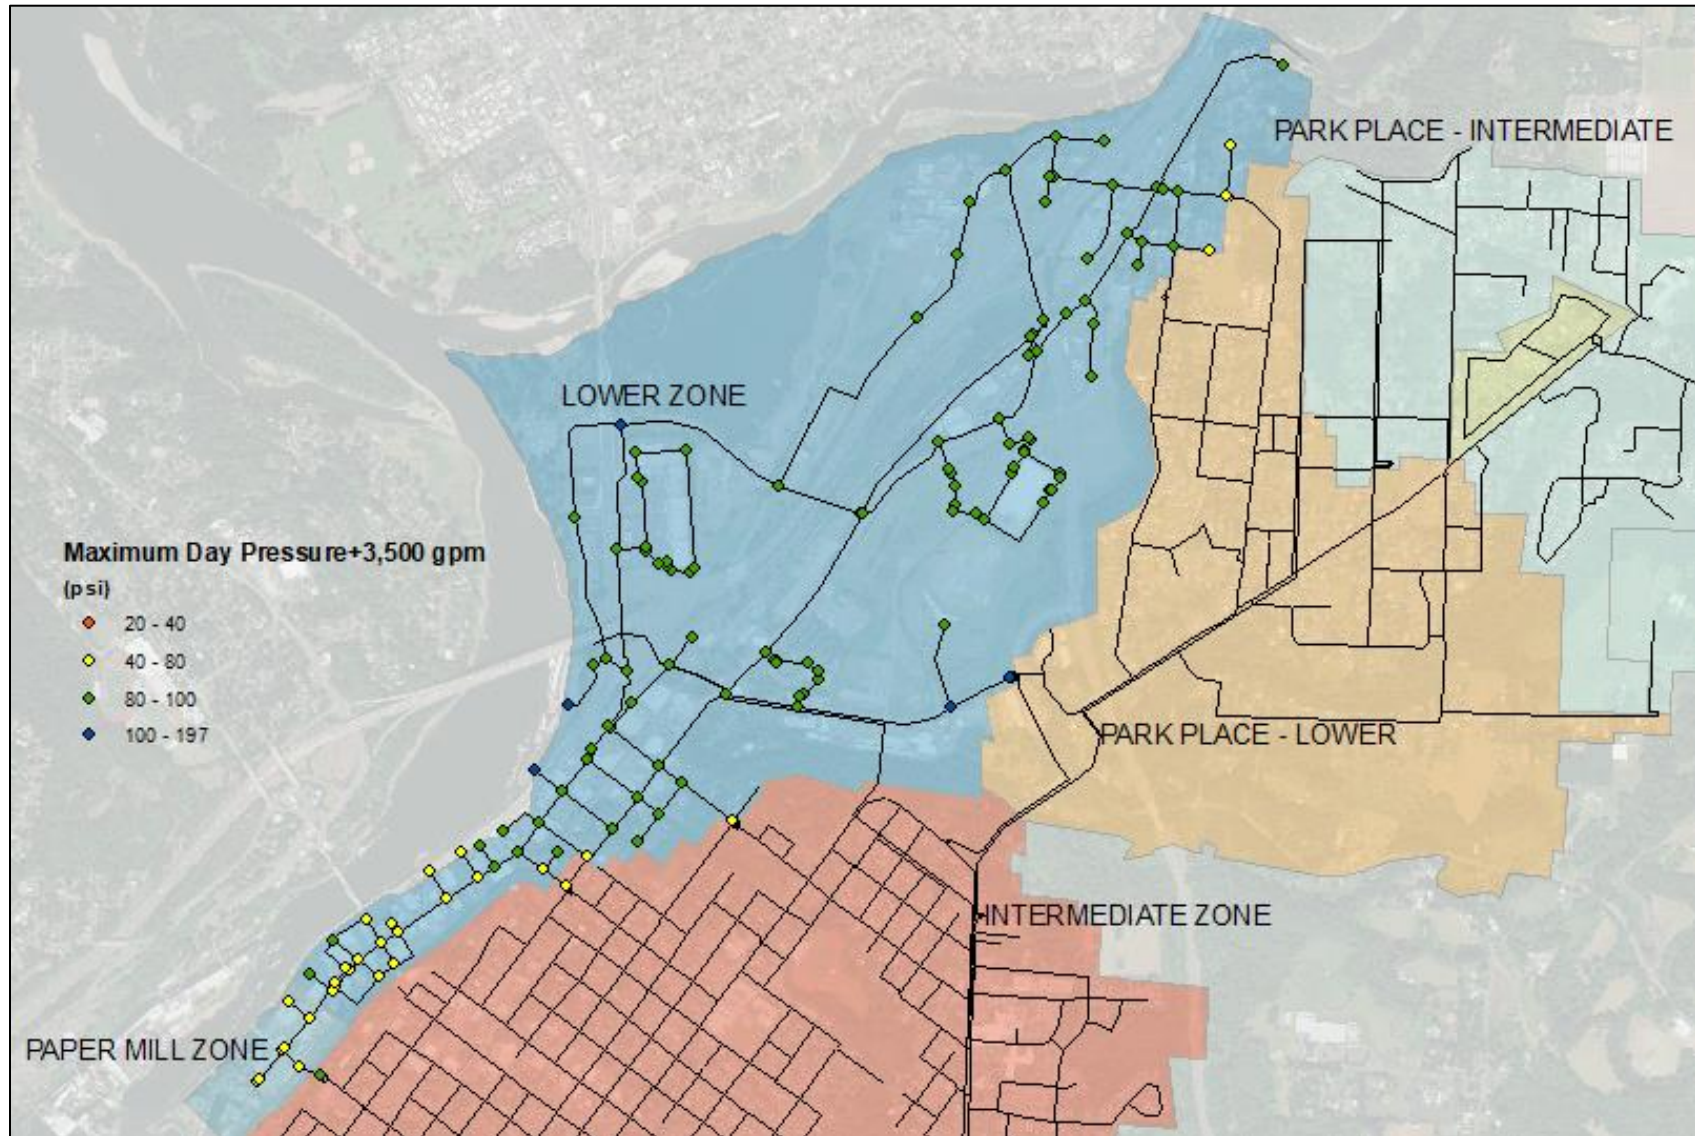 PARK PLACE - INTERMEDIATE
LOWER ZONE
Maximum Day Pressure+3,500 gpm
(psi)
20 - 40
40 - 80
80 - 100
100 - 197
PARK PLACE - LOWER
INTERMEDIATE ZONE
PAPER MILL ZONE